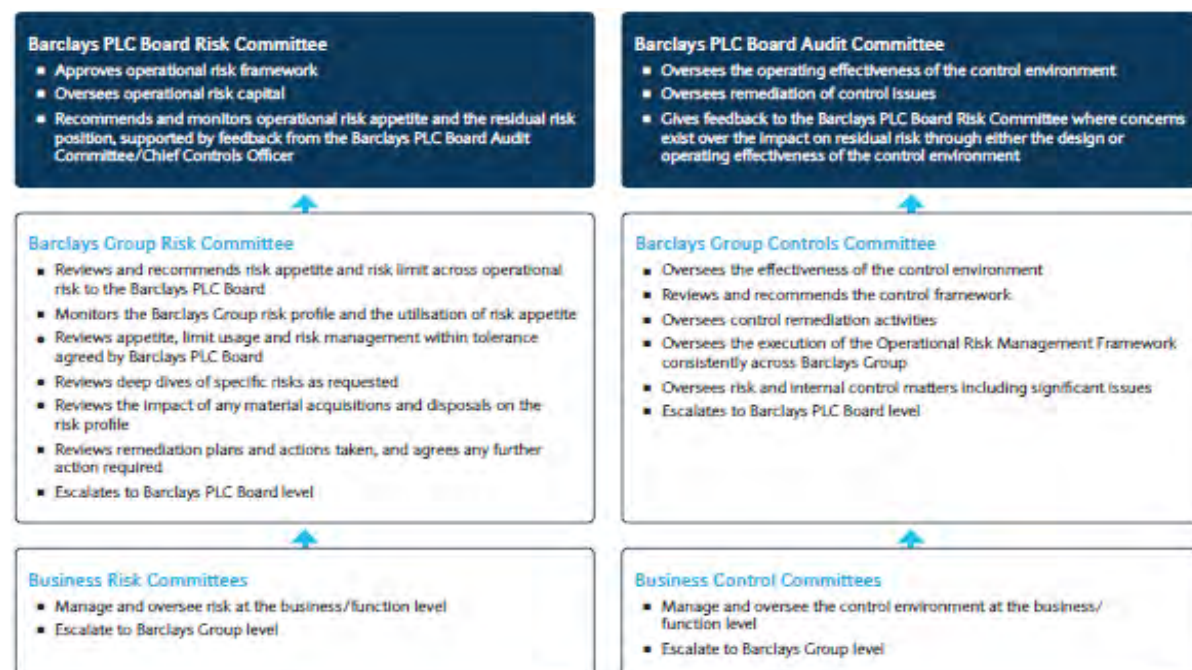 Barclays PLC Board Risk Committee
▪ Approves operational risk framework
▪ Oversees operational risk capital
▪ Recommends and monitors operational risk appetite and the residual risk
position, supported by feedback from the Barclays PLC Board Audit
Committee/Chief Controls Officer
Barclays PLC Board Audit Committee
▪ Oversees the operating effectiveness of the control environment
▪ Oversees remediation of control issues
▪ Gives feedback to the Barclays PLC Board Risk Committee where concerns
exist over the impact on residual risk through either the design or
operating effectiveness of the control environment
Barclays Group Risk Committee
▪ Reviews and recommends risk appetite and risk limit across operational
risk to the Barclays PLC Board
▪ Monitors the Barclays Group risk profile and the utilisation of risk appetite
▪ Reviews appetite, limit usage and risk management within tolerance
agreed by Barclays PLC Board
▪ Reviews deep dives of specific risks as requested
▪ Reviews the impact of any material acquisitions and disposals on the
risk profile
▪ Reviews remediation plans and actions taken, and agrees any further
action required
▪ Escalates to Barclays PLC Board level
Barclays Group Controls Committee
▪ Oversees the effectiveness of the control environment
▪ Reviews and recommends the control framework
▪ Oversees control remediation activities
▪ Oversees the execution of the Operational Risk Management Framework
consistently across Barclays Group
▪ Oversees risk and internal control matters including significant issues
▪ Escalates to Barclays PLC Board level
Business Risk Committees
▪ Manage and oversee risk at the business/function level
▪ Escalate to Barclays Group level
Business Control Committees
▪ Manage and oversee the control environment at the business/
function level
▪ Escalate to Barclays Group level